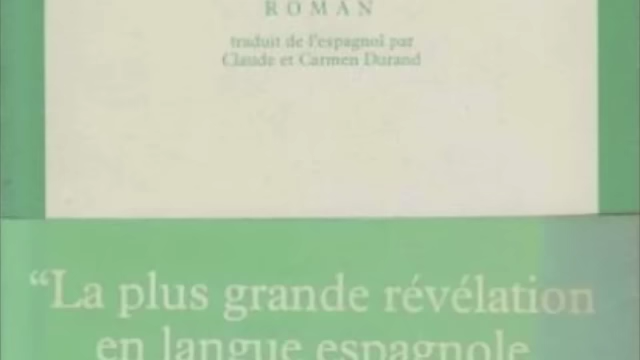 ROMAN
traduit de l'espagnol par
Claude et Carmen Durand
“La plus grande révélation
en langue espagnole